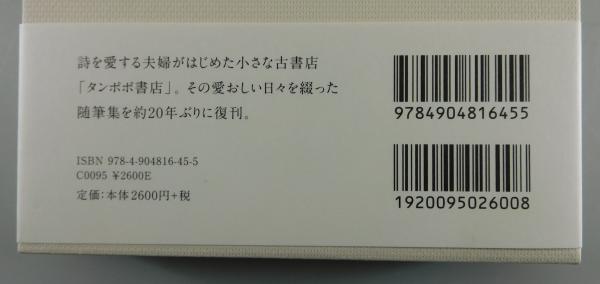 詩を愛する夫婦がはじめた小さな古書店
「タンポポ書店」。その愛おしい日々を綴った
随筆集を約20年ぶりに復刊。
ISBN 978-4-904816-45-5
C0095 ¥2600E
定価：本体2600円+税
9784904816455
1920095026008